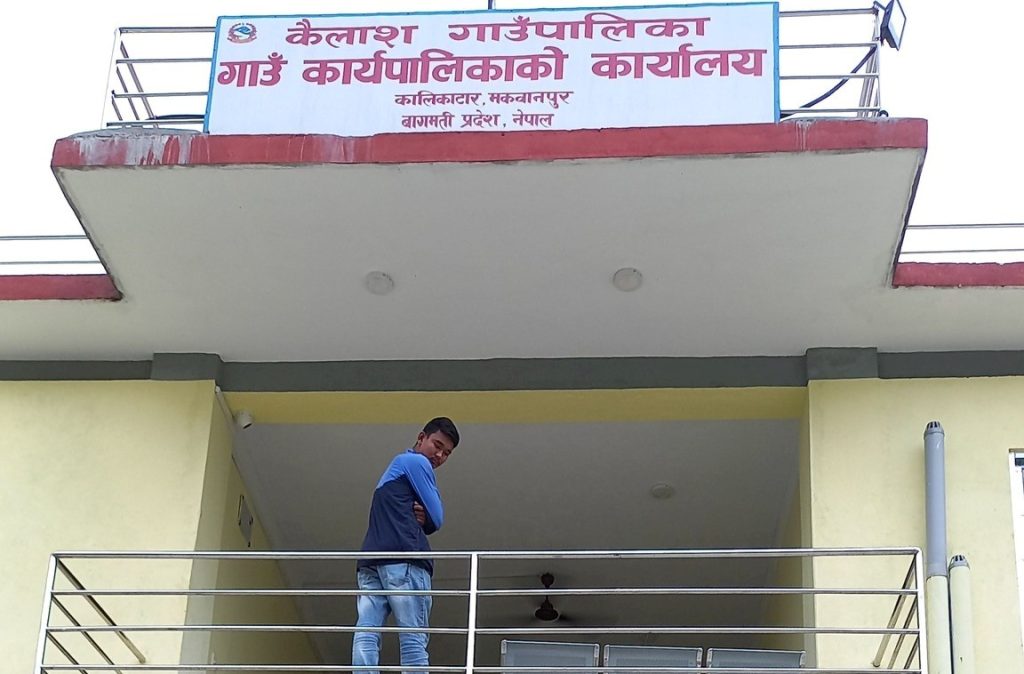 कैलाश गाउँपालिका
गाउँ कार्यपालिकाको कार्यालय
कालिकाटार, मकवानपुर
बागमती प्रदेश, नेपाल